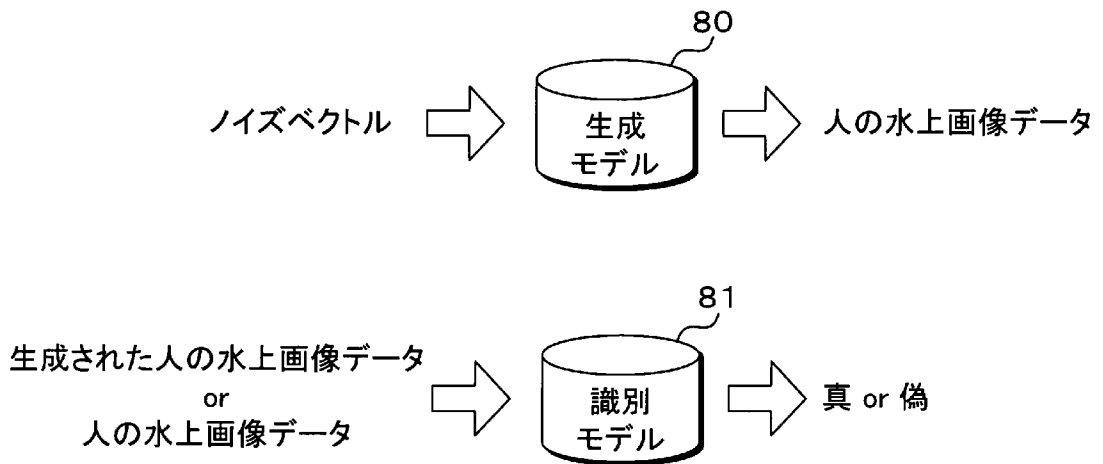 80
ノイズベクトル
生成
モデル
人の水上画像データ
81
生成された人の水上画像データ
or
人の水上画像データ
識別
モデル
真 or 偽